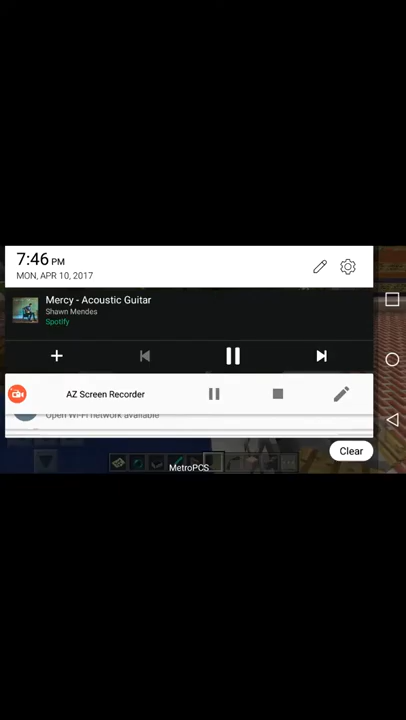 7:46 PM
MON, APR 10, 2017
Mercy - Acoustic Guitar
Shawn Mendes
Spotify
AZ Screen Recorder
Open Wi-Fi network available
Clear
MetroPCS